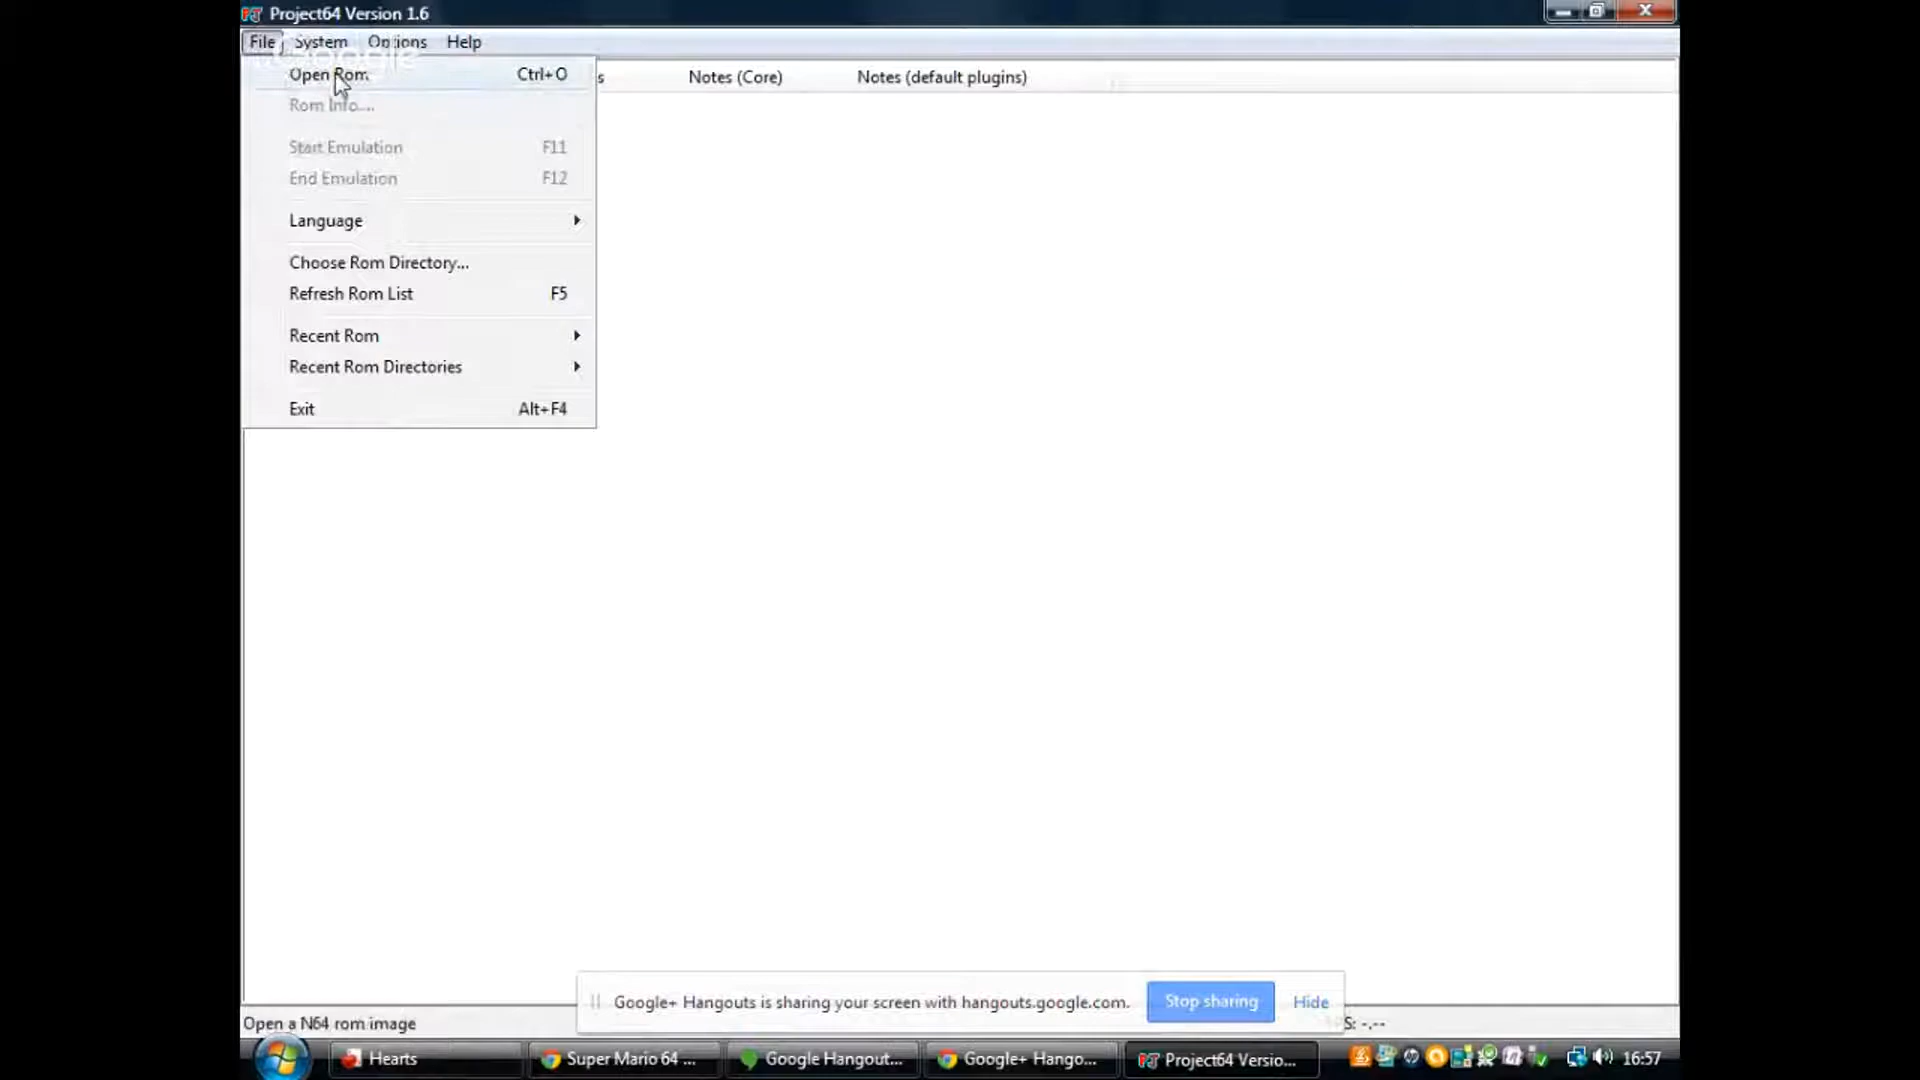 Project64 Version 1.6
File System Options Help
Google
Open Rom Ctrl+O
s Notes (Core) Notes (default plugins)
Rom Info....
Start Emulation F11
End Emulation F12
Language
Choose Rom Directory...
Refresh Rom List F5
Recent Rom
Recent Rom Directories
Exit Alt+F4
Google+ Hangouts is sharing your screen with hangouts.google.com. Stop sharing Hide
Open a N64 rom image S: -.--
Hearts Super Mario 64 ... Google Hangout... Google+ Hango... Project64 Versio... 16:57